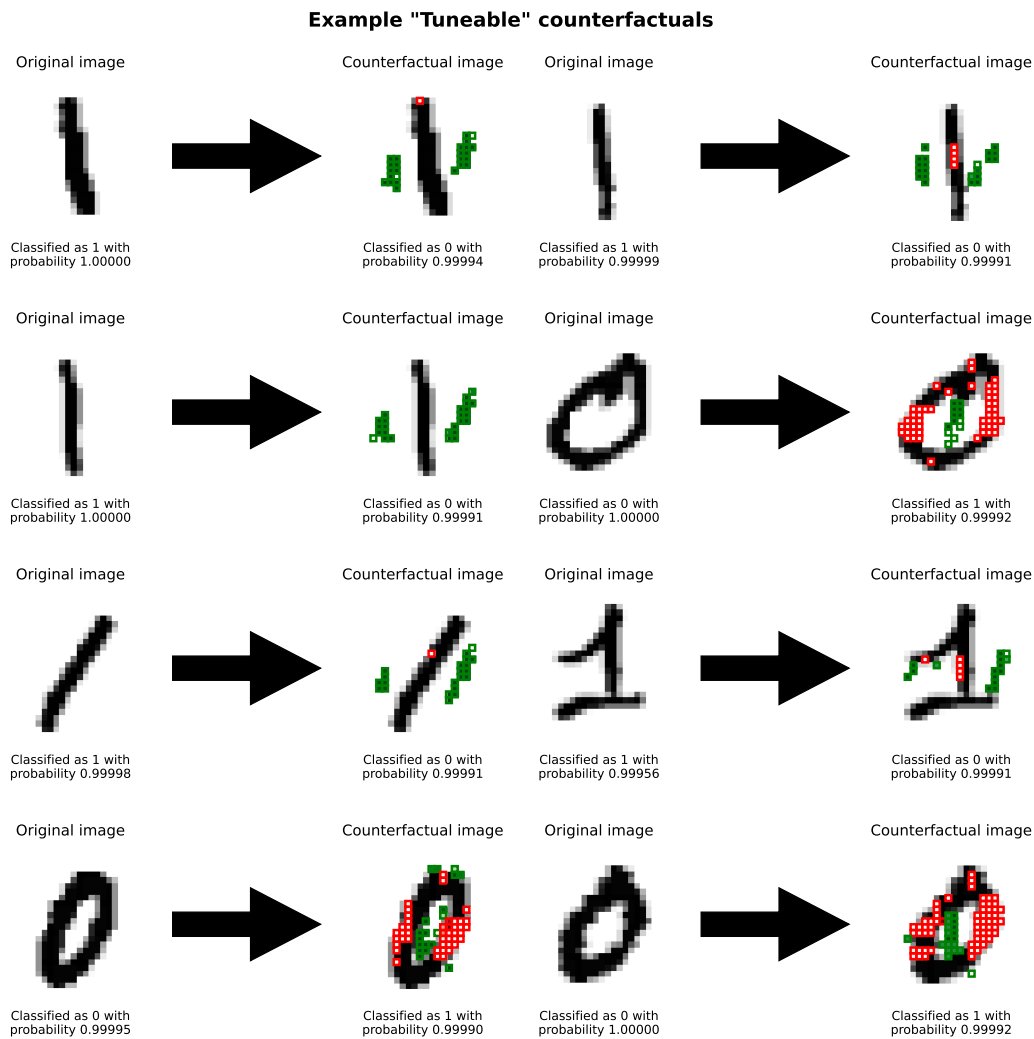 Example "Tuneable" counterfactuals
Original image
Counterfactual image
Original image
Counterfactual image
Classified as 1 with
probability 1.00000
Classified as 0 with
probability 0.99994
Classified as 1 with
probability 0.99999
Classified as 0 with
probability 0.99991
Original image
Counterfactual image
Original image
Counterfactual image
Classified as 1 with
probability 1.00000
Classified as 0 with
probability 0.99991
Classified as 0 with
probability 1.00000
Classified as 1 with
probability 0.99992
Original image
Counterfactual image
Original image
Counterfactual image
Classified as 1 with
probability 0.99998
Classified as 0 with
probability 0.99991
Classified as 1 with
probability 0.99956
Classified as 0 with
probability 0.99991
Original image
Counterfactual image
Original image
Counterfactual image
Classified as 0 with
probability 0.99995
Classified as 1 with
probability 0.99990
Classified as 0 with
probability 1.00000
Classified as 1 with
probability 0.99992